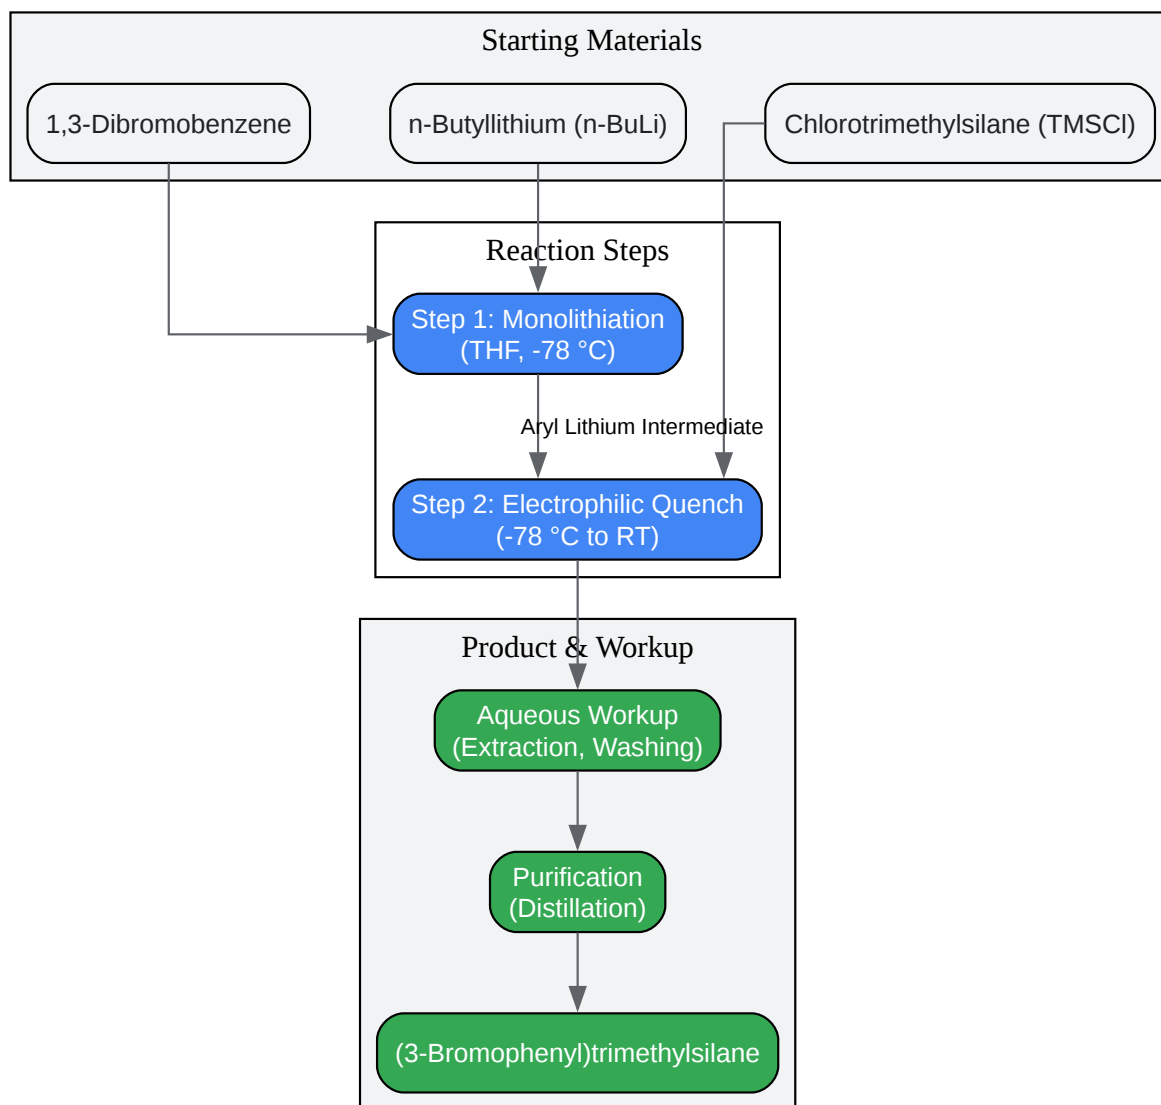 Starting Materials
1,3-Dibromobenzene
n-Butyllithium (n-BuLi)
Chlorotrimethylsilane (TMSCl)
Reaction Steps
Step 1: Monolithiation
(THF, -78 °C)
Aryl Lithium Intermediate
Step 2: Electrophilic Quench
(-78 °C to RT)
Product & Workup
Aqueous Workup
(Extraction, Washing)
Purification
(Distillation)
(3-Bromophenyl)trimethylsilane